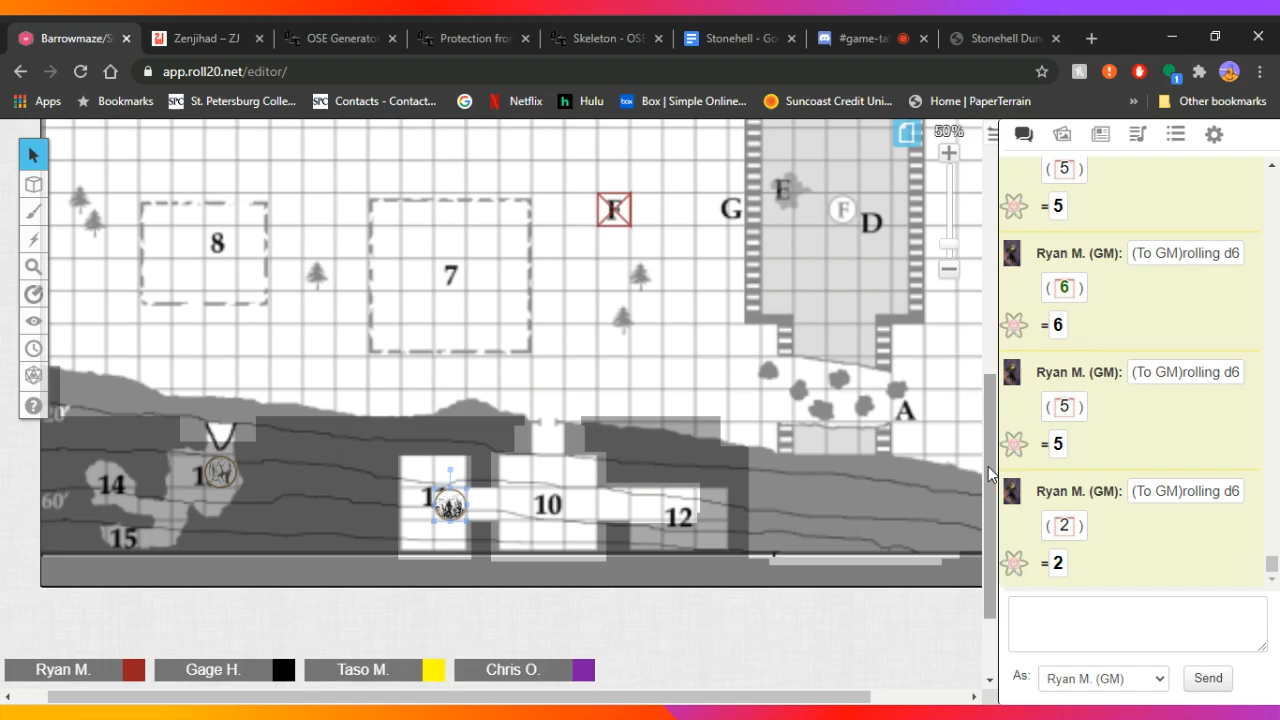 Barrowmaze/S
Zenjihad – ZJ
OSE Generator
Protection fron
Skeleton - OSE
Stonehell - Goo
#game-tal
Stonehell Dun
app.roll20.net/editor/
Apps
Bookmarks
St. Petersburg Colle...
Contacts - Contact...
Netflix
Hulu
Box | Simple Online...
Suncoast Credit Uni...
Home | PaperTerrain
»
Other bookmarks
50%
8
7
F
G
E
F
D
A
14
15
60'
10
12
( 5 )
= 5
Ryan M. (GM): (To GM)rolling d6
( 6 )
= 6
Ryan M. (GM): (To GM)rolling d6
( 5 )
= 5
Ryan M. (GM): (To GM)rolling d6
( 2 )
= 2
As: Ryan M. (GM) Send
Ryan M.
Gage H.
Taso M.
Chris O.